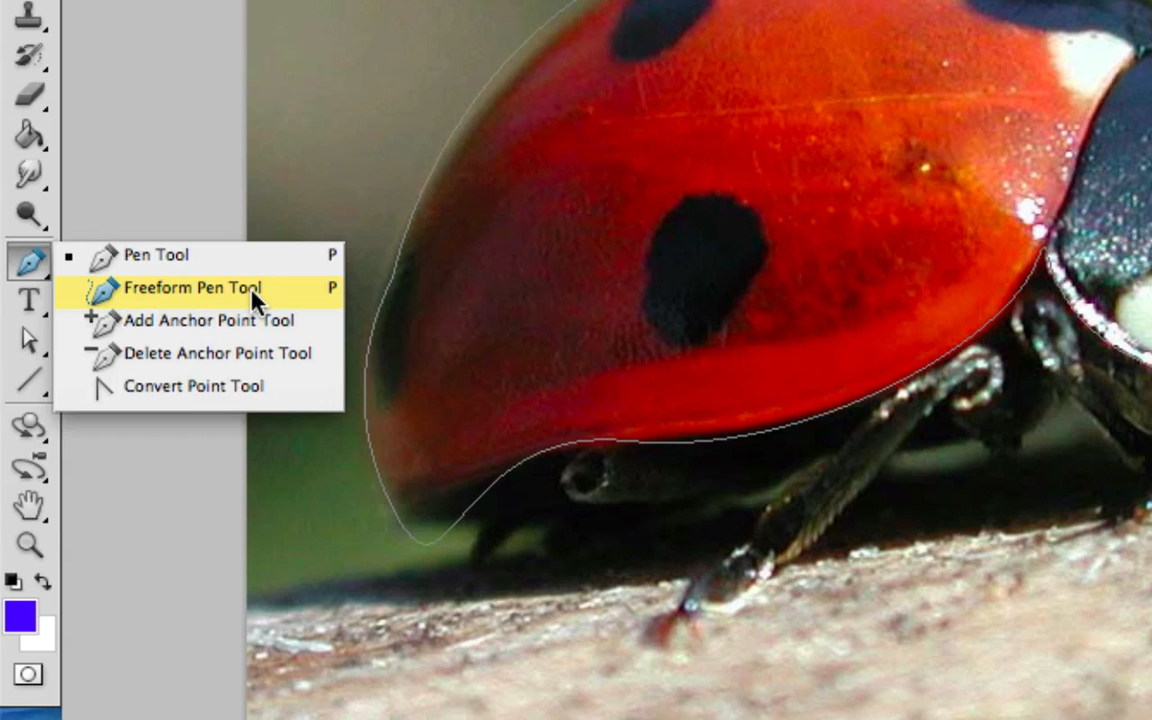 Pen Tool P
Freeform Pen Tool P
Add Anchor Point Tool
Delete Anchor Point Tool
Convert Point Tool
T